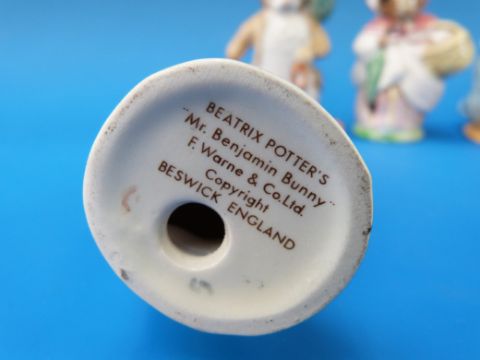 BEATRIX POTTER'S
"Mr. Benjamin Bunny"
F. Warne & Co.Ltd.
Copyright
BESWICK ENGLAND